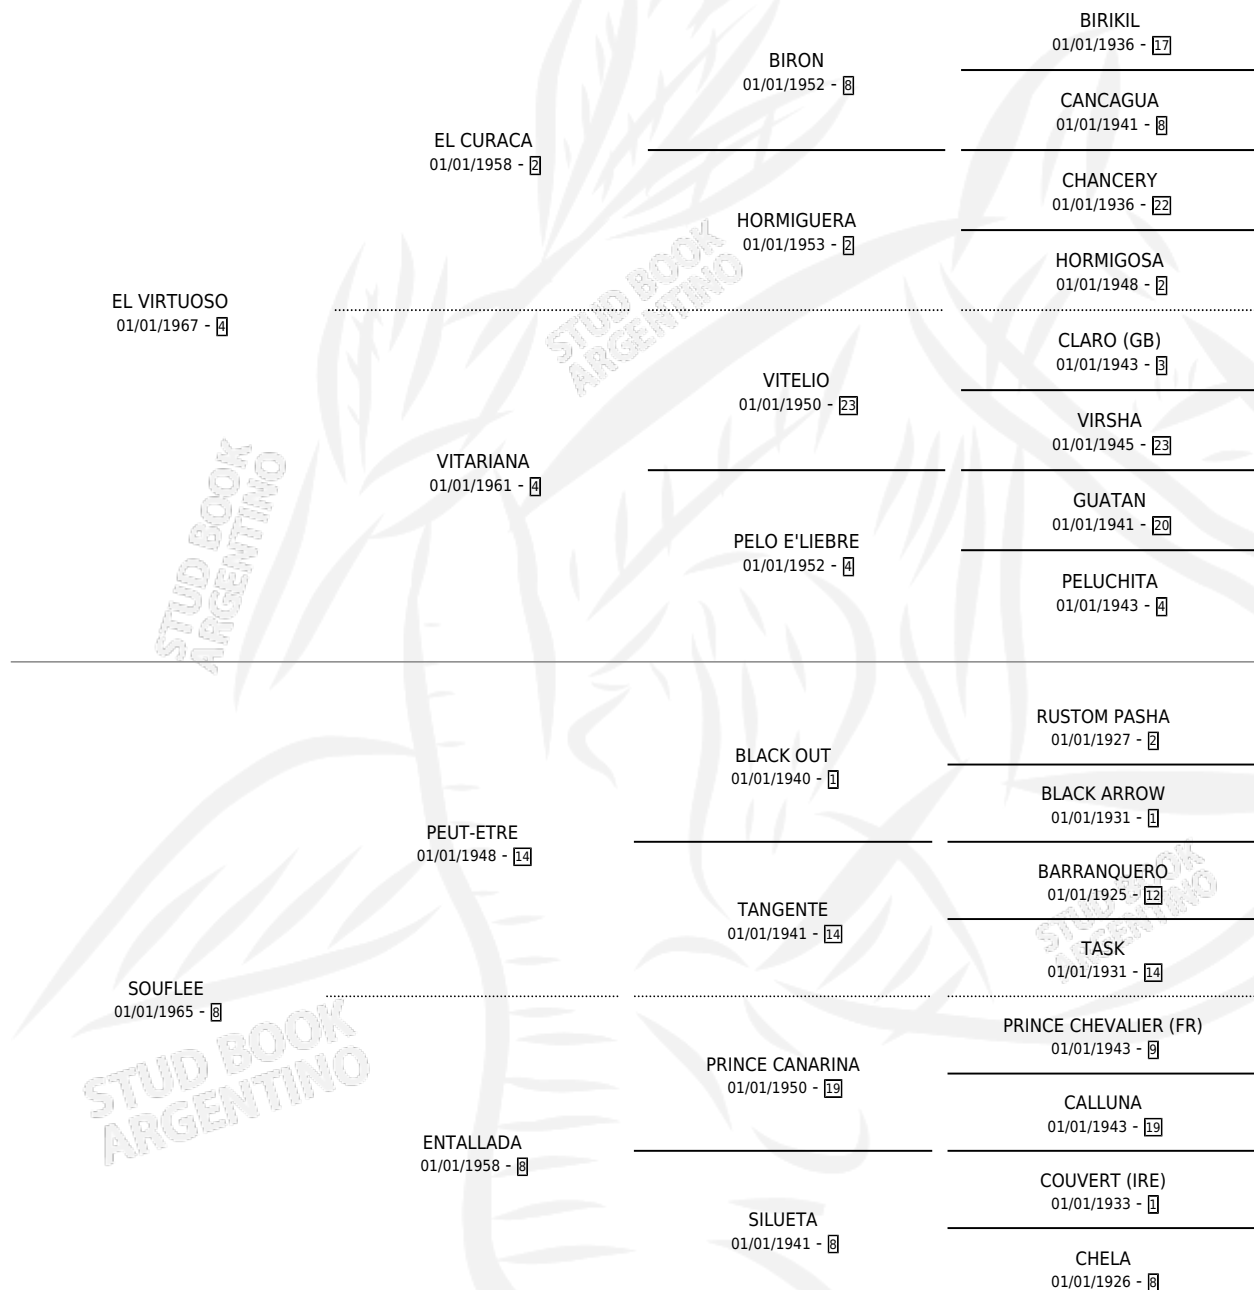 BIRIKIL
01/01/1936 - 17
BIRON
01/01/1952 - 8
CANCAGUA
01/01/1941 - 8
EL CURACA
01/01/1958 - 2
CHANCERY
01/01/1936 - 22
HORMIGUERA
01/01/1953 - 2
HORMIGOSA
01/01/1948 - 2
EL VIRTUOSO
01/01/1967 - 4
CLARO (GB)
01/01/1943 - 3
VITELIO
01/01/1950 - 23
VIRSHA
01/01/1945 - 23
VITARIANA
01/01/1961 - 4
GUATAN
01/01/1941 - 20
PELO E'LIEBRE
01/01/1952 - 4
PELUCHITA
01/01/1943 - 4
RUSTOM PASHA
01/01/1927 - 2
BLACK OUT
01/01/1940 - 1
BLACK ARROW
01/01/1931 - 1
PEUT-ETRE
01/01/1948 - 14
BARRANQUERO
01/01/1925 - 12
TANGENTE
01/01/1941 - 14
TASK
01/01/1931 - 14
SOUFLEE
01/01/1965 - 8
PRINCE CHEVALIER (FR)
01/01/1943 - 9
PRINCE CANARINA
01/01/1950 - 19
CALLUNA
01/01/1943 - 19
ENTALLADA
01/01/1958 - 8
COUVERT (IRE)
01/01/1933 - 1
SILUETA
01/01/1941 - 8
CHELA
01/01/1926 - 8
STUD BOOK
ARGENTINO
STUD BOOK
ARGENTINO
STUD BOOK
ARGENTINO
STUD BOOK
ARGENTINO